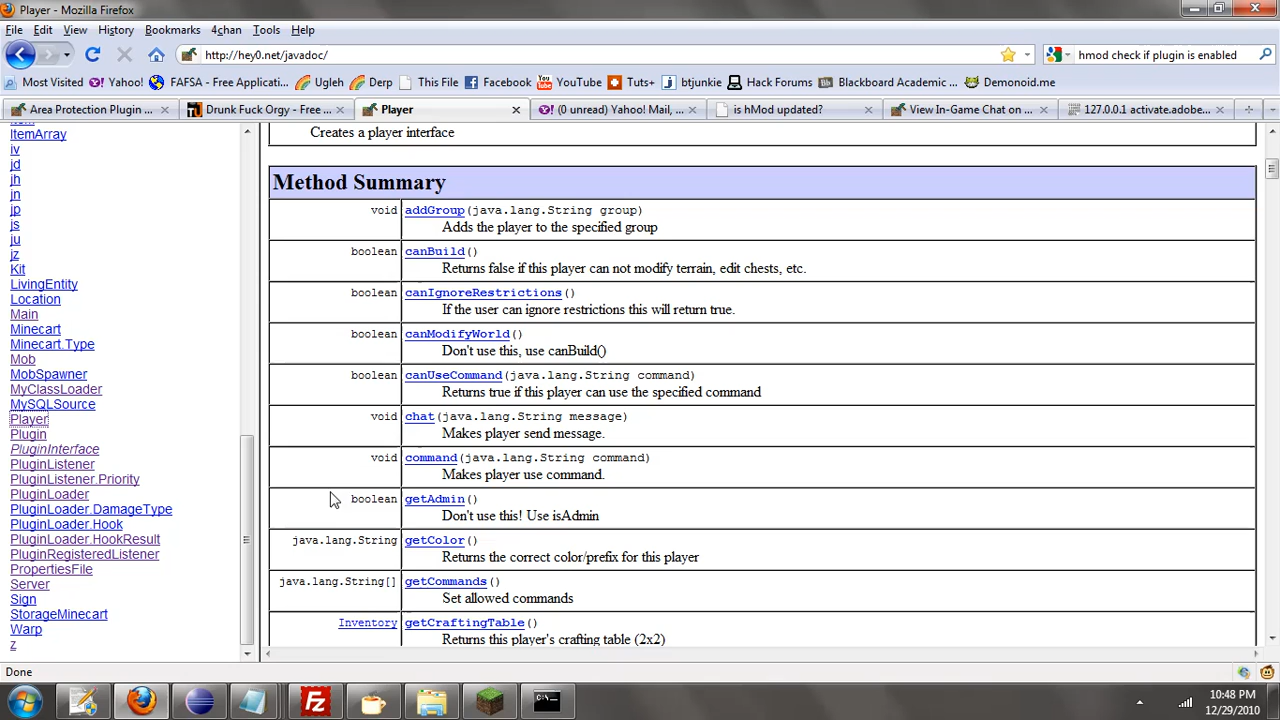 Player - Mozilla Firefox
File Edit View History Bookmarks 4chan Tools Help
http://hey0.net/javadoc/
hmod check if plugin is enabled
Most Visited Yahoo! FAFSA - Free Applicati... Ugleh Derp This File Facebook YouTube Tuts+ btjunkie Hack Forums Blackboard Academic ... Demonoid.me
Area Protection Plugin ... Drunk Fuck Orgy - Free ... Player (0 unread) Yahoo! Mail, ... is hMod updated? View In-Game Chat on ... 127.0.0.1 activate.adobe...
ItemArray
iv
jd
jh
jn
jp
js
ju
jz
Kit
LivingEntity
Location
Main
Minecart
Minecart.Type
Mob
MobSpawner
MyClassLoader
MySQLSource
Player
Plugin
PluginInterface
PluginListener
PluginListener.Priority
PluginLoader
PluginLoader.DamageType
PluginLoader.Hook
PluginLoader.HookResult
PluginRegisteredListener
PropertiesFile
Server
Sign
StorageMinecart
Warp
z
Creates a player interface
Method Summary
void addGroup(java.lang.String group)
Adds the player to the specified group
boolean canBuild()
Returns false if this player can not modify terrain, edit chests, etc.
boolean canIgnoreRestrictions()
If the user can ignore restrictions this will return true.
boolean canModifyWorld()
Don't use this, use canBuild()
boolean canUseCommand(java.lang.String command)
Returns true if this player can use the specified command
void chat(java.lang.String message)
Makes player send message.
void command(java.lang.String command)
Makes player use command.
boolean getAdmin()
Don't use this! Use isAdmin
java.lang.String getColor()
Returns the correct color/prefix for this player
java.lang.String[] getCommands()
Set allowed commands
Inventory getCraftingTable()
Returns this player's crafting table (2x2)
Done
10:48 PM
12/29/2010